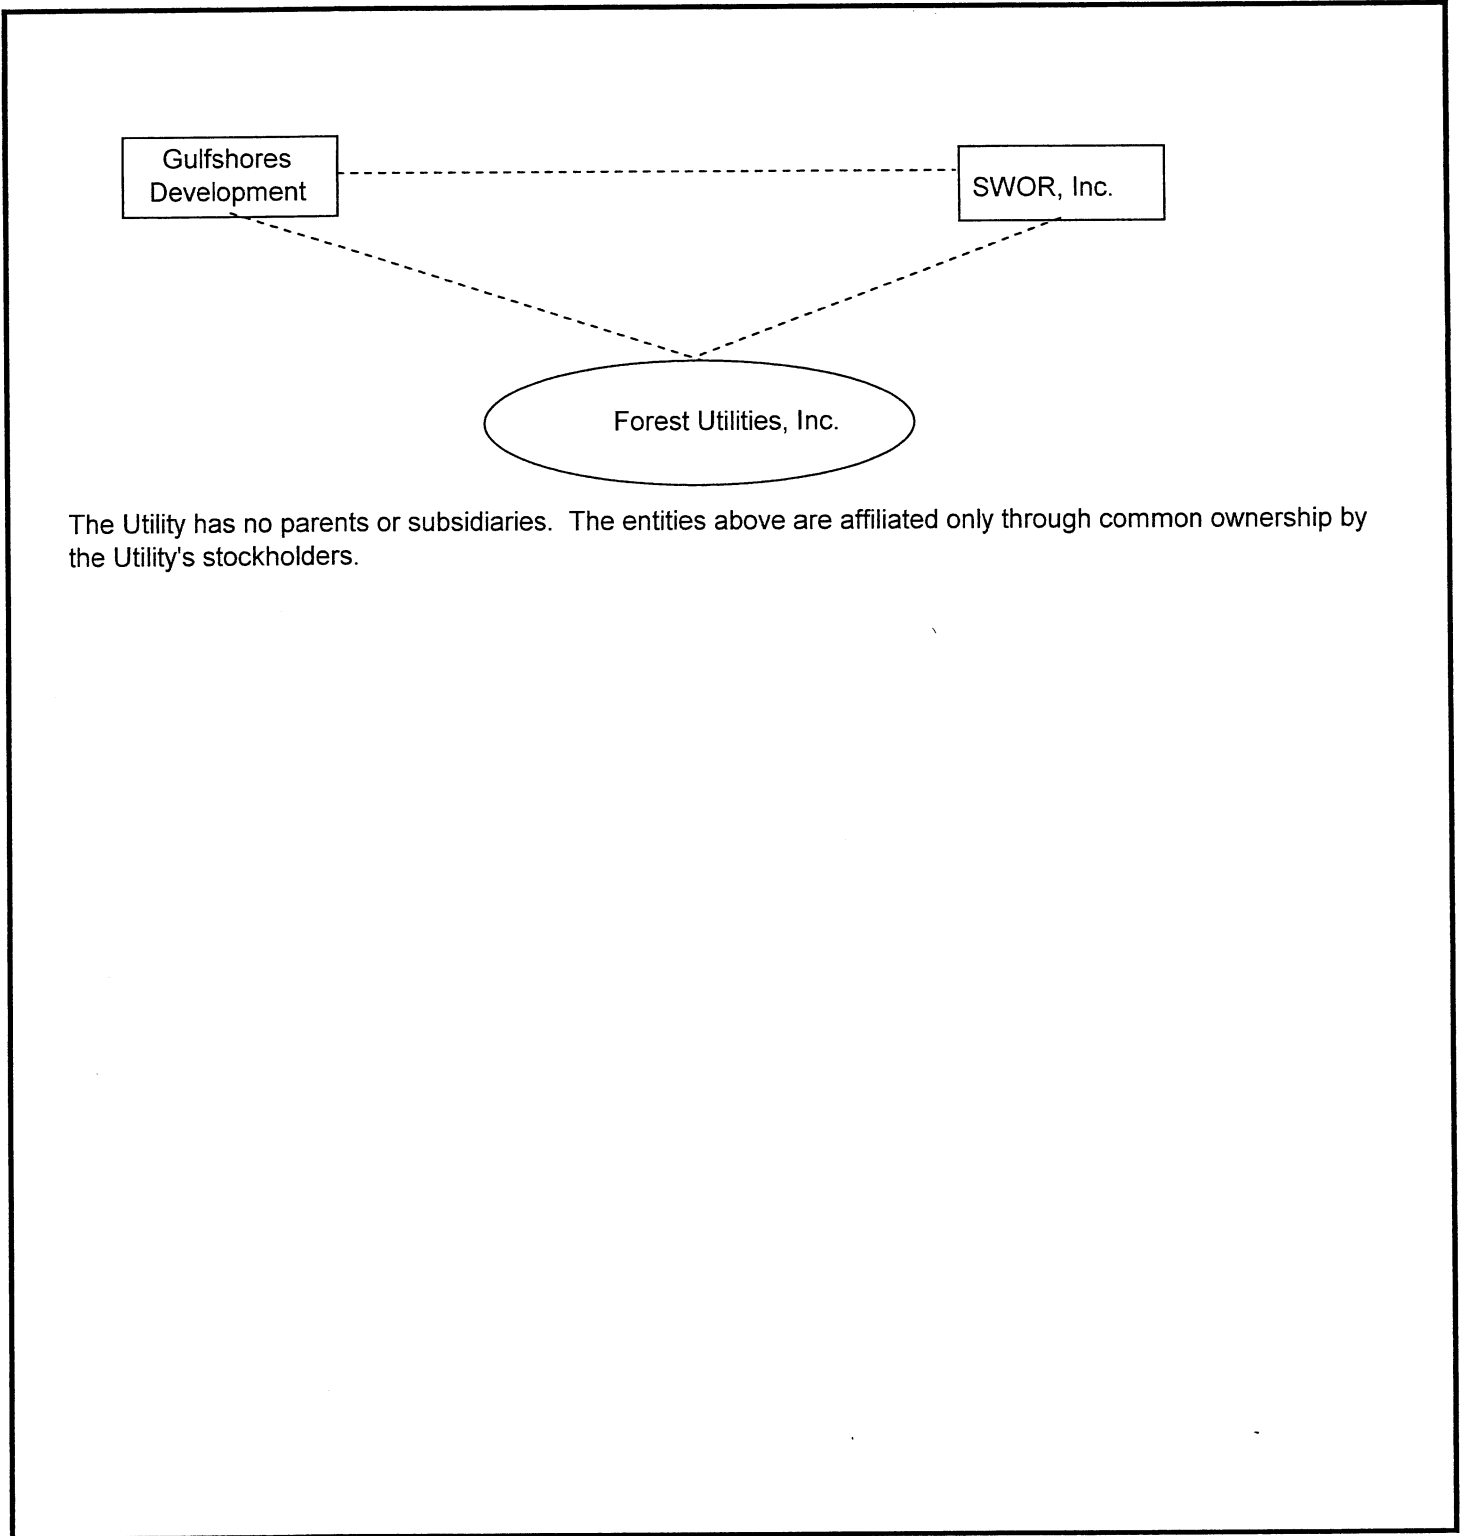 Gulfshores
Development
SWOR, Inc.
Forest Utilities, Inc.
The Utility has no parents or subsidiaries.  The entities above are affiliated only through common ownership by
the Utility's stockholders.